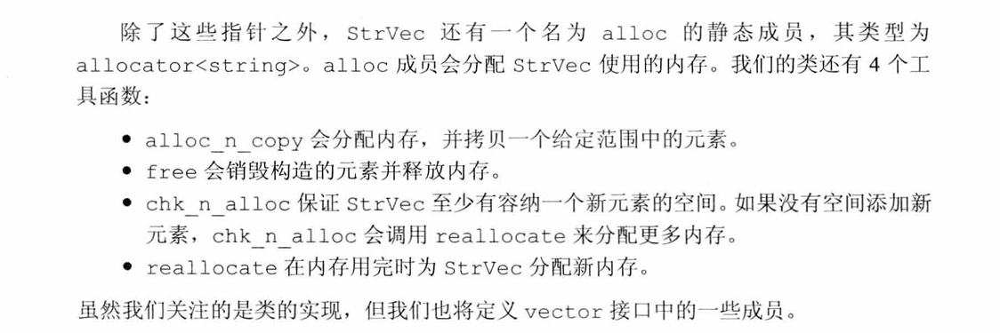 除了这些指针之外，StrVec 还有一个名为 alloc 的静态成员，其类型为
allocator<string>。alloc 成员会分配 StrVec 使用的内存。我们的类还有 4 个工
具函数：
• alloc_n_copy 会分配内存，并拷贝一个给定范围中的元素。
• free 会销毁构造的元素并释放内存。
• chk_n_alloc 保证 StrVec 至少有容纳一个新元素的空间。如果没有空间添加新
元素，chk_n_alloc 会调用 reallocate 来分配更多内存。
• reallocate 在内存用完时为 StrVec 分配新内存。
虽然我们关注的是类的实现，但我们也将定义 vector 接口中的一些成员。